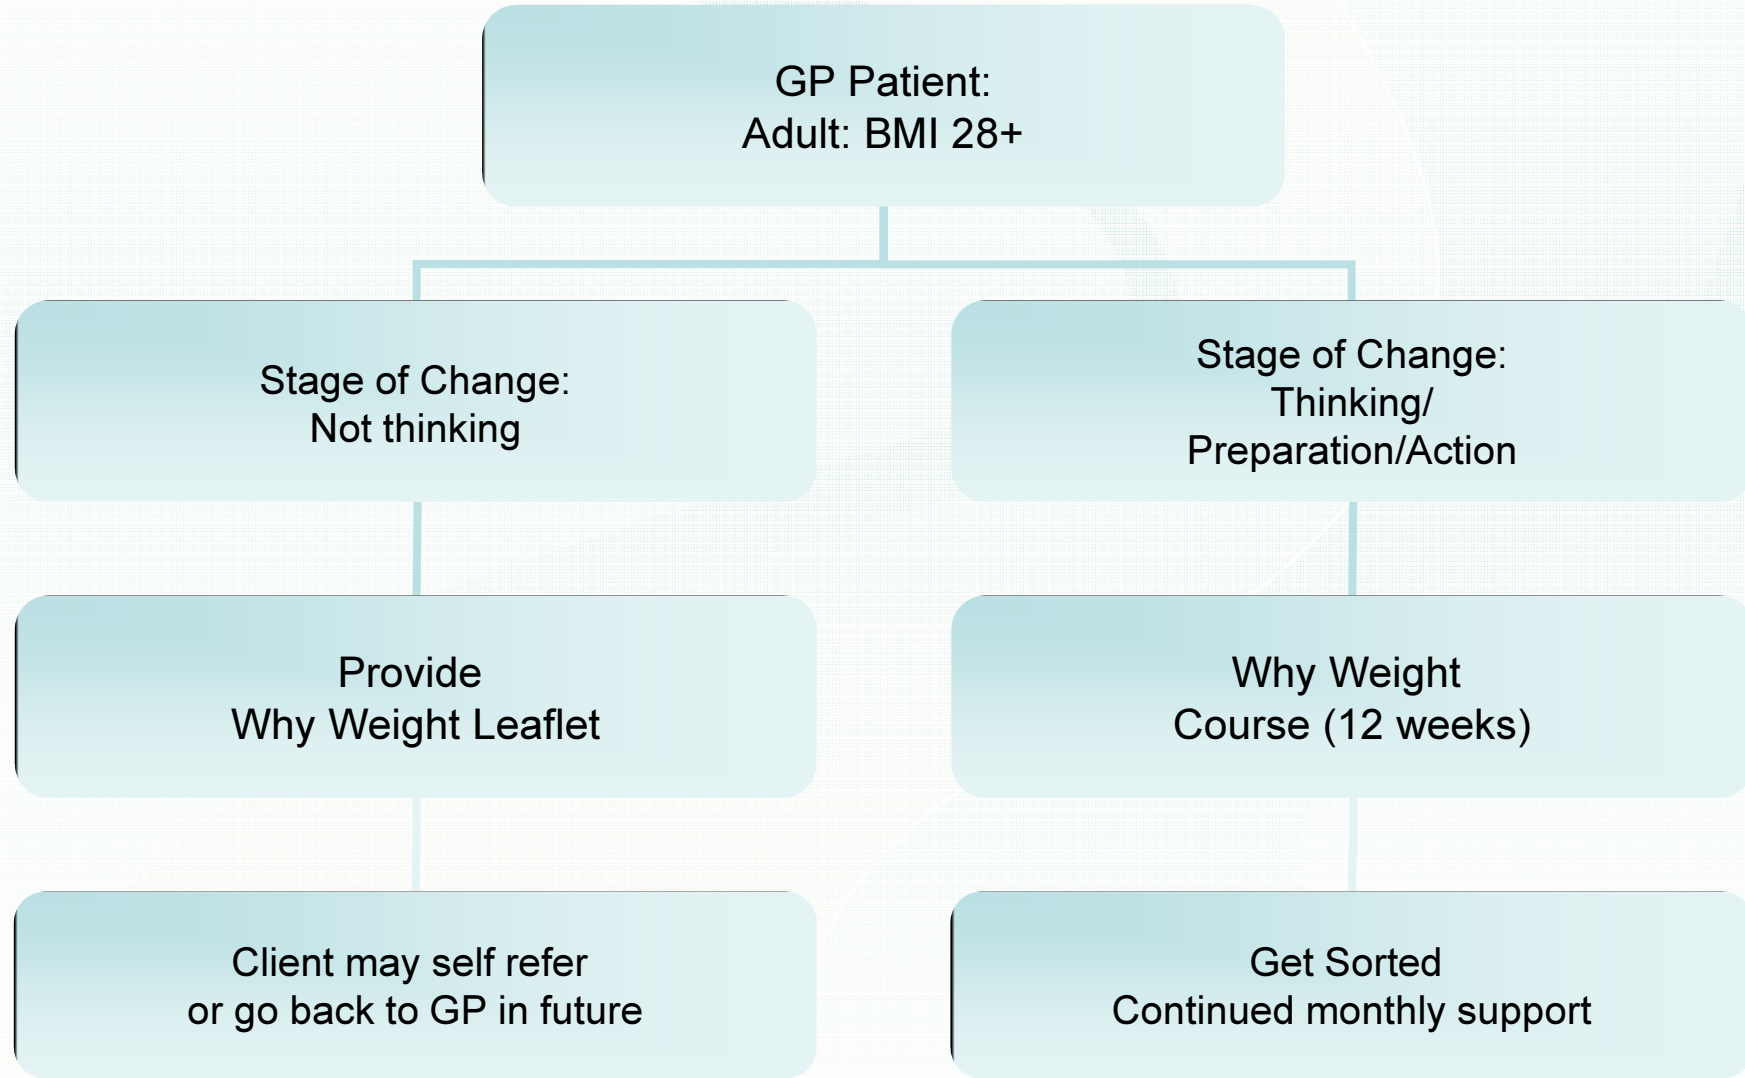 GP Patient:
Adult: BMI 28+
Stage of Change:
Not thinking
Stage of Change:
Thinking/
Preparation/Action
Provide
Why Weight Leaflet
Why Weight
Course (12 weeks)
Client may self refer
or go back to GP in future
Get Sorted
Continued monthly support